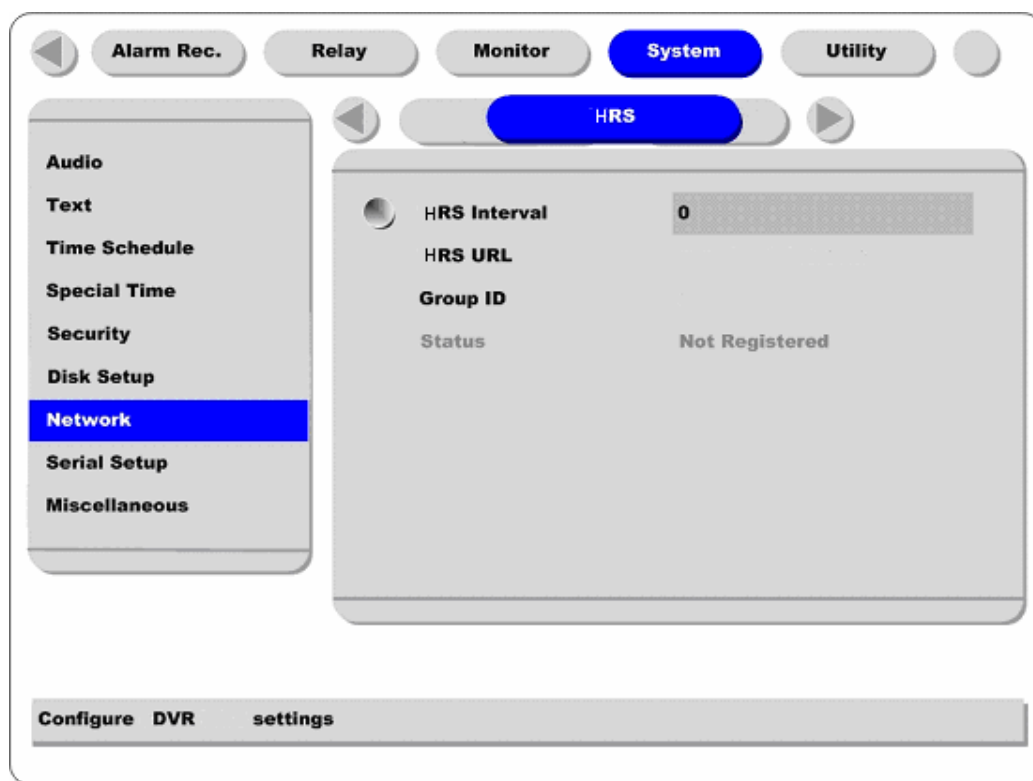 Alarm Rec. Relay Monitor System Utility
HRS
Audio
Text
Time Schedule
Special Time
Security
Disk Setup
Network
Serial Setup
Miscellaneous
HRS Interval 0
HRS URL
Group ID
Status Not Registered
Configure DVR settings